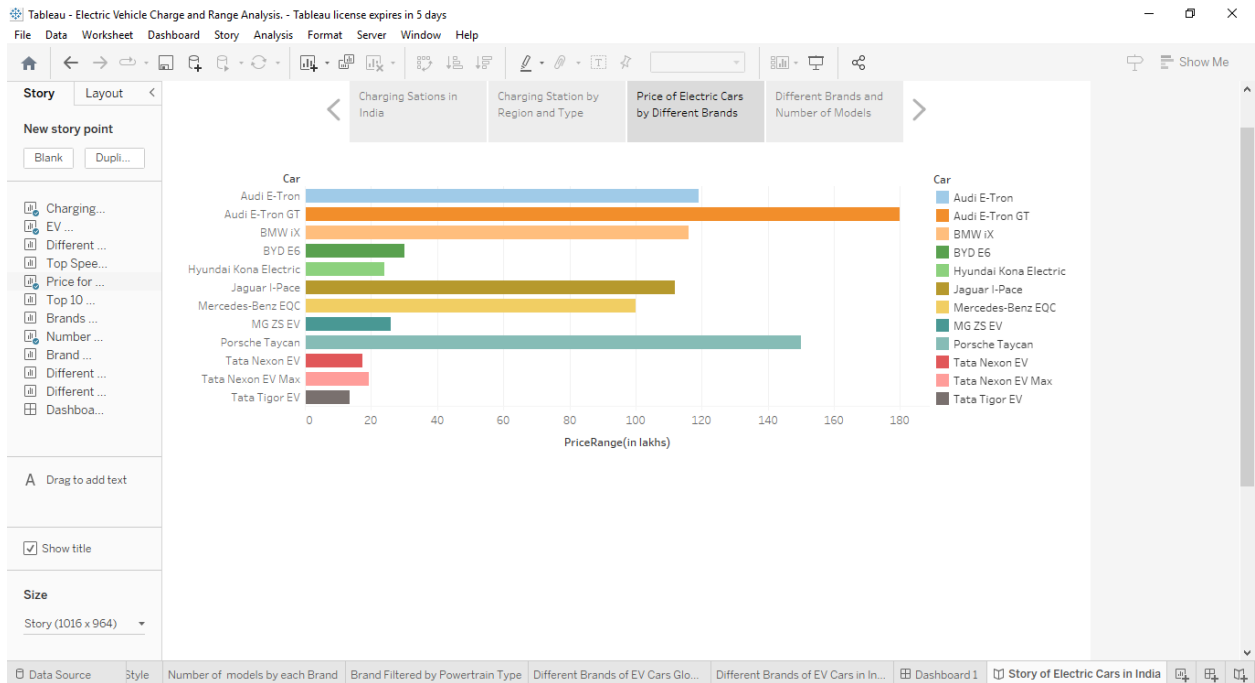 Tableau - Electric Vehicle Charge and Range Analysis. - Tableau license expires in 5 days
File Data Worksheet Dashboard Story Analysis Format Server Window Help
Show Me
Story Layout
New story point
Blank Dupli...
Charging...
EV ...
Different ...
Top Spee...
Price for ...
Top 10 ...
Brands ...
Number ...
Brand ...
Different ...
Different ...
Dashboa...
A Drag to add text
Show title
Size
Story (1016 x 964)
Charging Sations in
India
Charging Station by
Region and Type
Price of Electric Cars
by Different Brands
Different Brands and
Number of Models
Car
Audi E-Tron
Audi E-Tron GT
BMW iX
BYD E6
Hyundai Kona Electric
Jaguar I-Pace
Mercedes-Benz EQC
MG ZS EV
Porsche Taycan
Tata Nexon EV
Tata Nexon EV Max
Tata Tigor EV
0 20 40 60 80 100 120 140 160 180
PriceRange(in lakhs)
Car
Audi E-Tron
Audi E-Tron GT
BMW iX
BYD E6
Hyundai Kona Electric
Jaguar I-Pace
Mercedes-Benz EQC
MG ZS EV
Porsche Taycan
Tata Nexon EV
Tata Nexon EV Max
Tata Tigor EV
Data Source Style Number of models by each Brand Brand Filtered by Powertrain Type Different Brands of EV Cars Glo... Different Brands of EV Cars in In... Dashboard 1 Story of Electric Cars in India